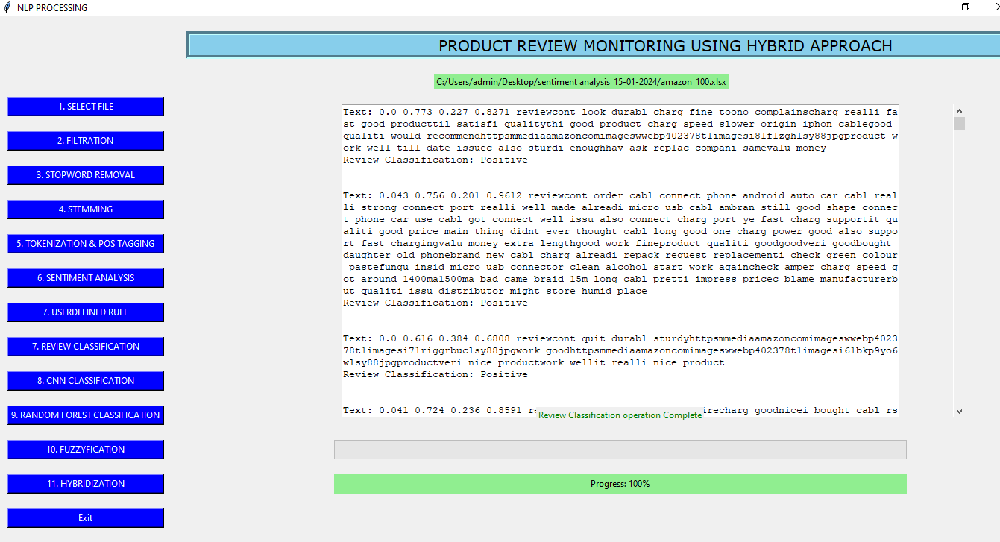 NLP PROCESSING
PRODUCT REVIEW MONITORING USING HYBRID APPROACH
C:/Users/admin/Desktop/sentiment analysis_15-01-2024/amazon_100.xlsx
1. SELECT FILE
2. FILTRATION
3. STOPWORD REMOVAL
4. STEMMING
5. TOKENIZATION & POS TAGGING
6. SENTIMENT ANALYSIS
7. USERDEFINED RULE
7. REVIEW CLASSIFICATION
8. CNN CLASSIFICATION
9. RANDOM FOREST CLASSIFICATION
10. FUZZYFICATION
11. HYBRIDIZATION
Exit
Text: 0.0 0.773 0.227 0.8271 reviewcont look durabl charg fine toono complainscharg realli fa
st good producttil satisfi qualitythi good product charg speed slower origin iphon cablegood
qualiti would recommendhttpsmmediaamazoncomimageswwebp402378t1imagesi81f1zghlsy88jpgproduct w
ork well till date issuec also sturdi enoughhav ask replac compani samevalu money
Review Classification: Positive
Text: 0.043 0.756 0.201 0.9612 reviewcont order cabl connect phone android auto car cabl real
li strong connect port realli well made alreadi micro usb cabl ambran still good shape connec
t phone car use cabl got connect well issu also connect charg port ye fast charg supportit qu
aliti good price main thing didnt ever thought cabl long good one charg power good also suppo
rt fast chargingvalu money extra lengthgood work fineproduct qualiti goodgoodveri goodbought
daughter old phonebrand new cabl charg alreadi repack request replacementi check green colour
pastefungu insid micro usb connector clean alcohol start work againcheck amper charg speed g
ot around 1400ma1500ma bad came braid 15m long cabl pretti impress pricec blame manufacturerb
ut qualiti issu distributor might store humid place
Review Classification: Positive
Text: 0.0 0.616 0.384 0.6808 reviewcont quit durabl sturdyhttpsmmediaamazoncomimageswwebp4023
78t1imagesi71riggrbuclsy88jpgwork goodhttpsmmediaamazoncomimageswwebp402378t1imagesi61bkp9yo6
wlsy88jpgproductveri nice productwork wellit realli nice product
Review Classification: Positive
Text: 0.041 0.724 0.236 0.8591 re irecharg goodnicei bought cabl rs
Review Classification operation Complete
Progress: 100%